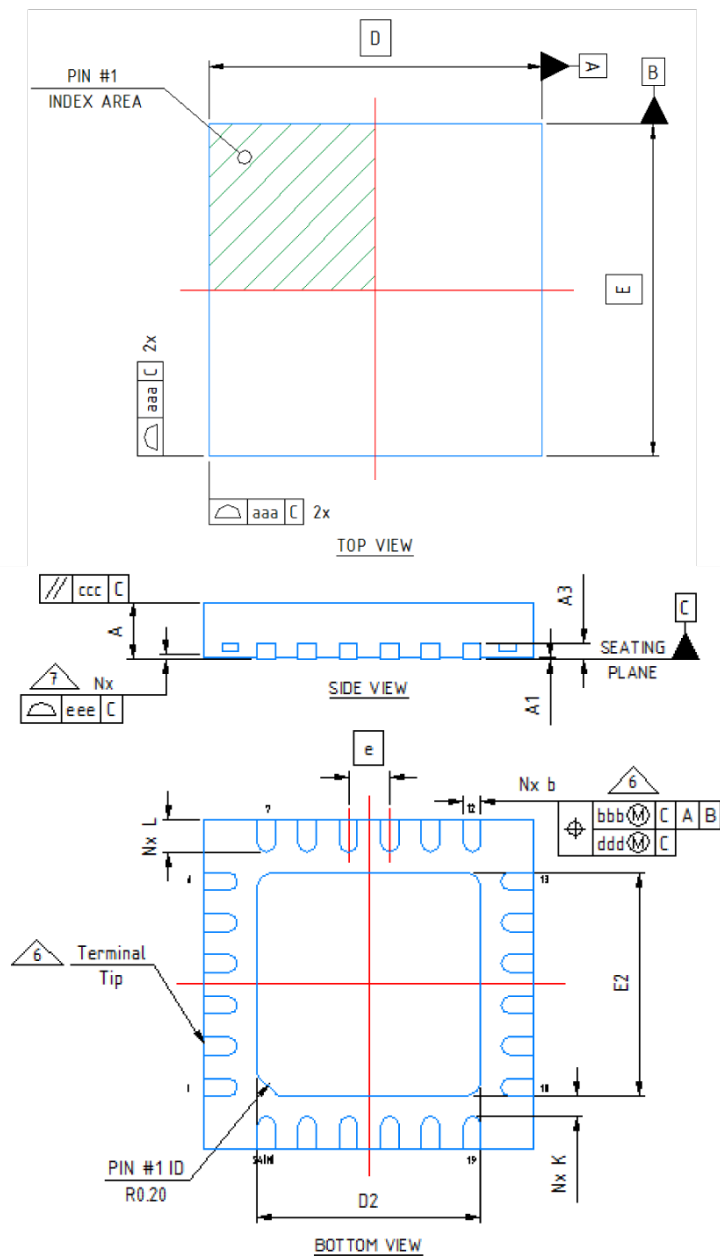 D
A
B
PIN #1
INDEX AREA
E
aaa C 2x
aaa C 2x
TOP VIEW
// ccc C
A
A3
C
SEATING
PLANE
7 Nx
eee C
SIDE VIEW
A1
e
Nx b
6
bbb Ⓜ C A B
ddd Ⓜ C
Nx L
7
12
13
6 Terminal
Tip
E2
1
18
19
PIN #1 ID
R0.20
D2
Nx K
BOTTOM VIEW